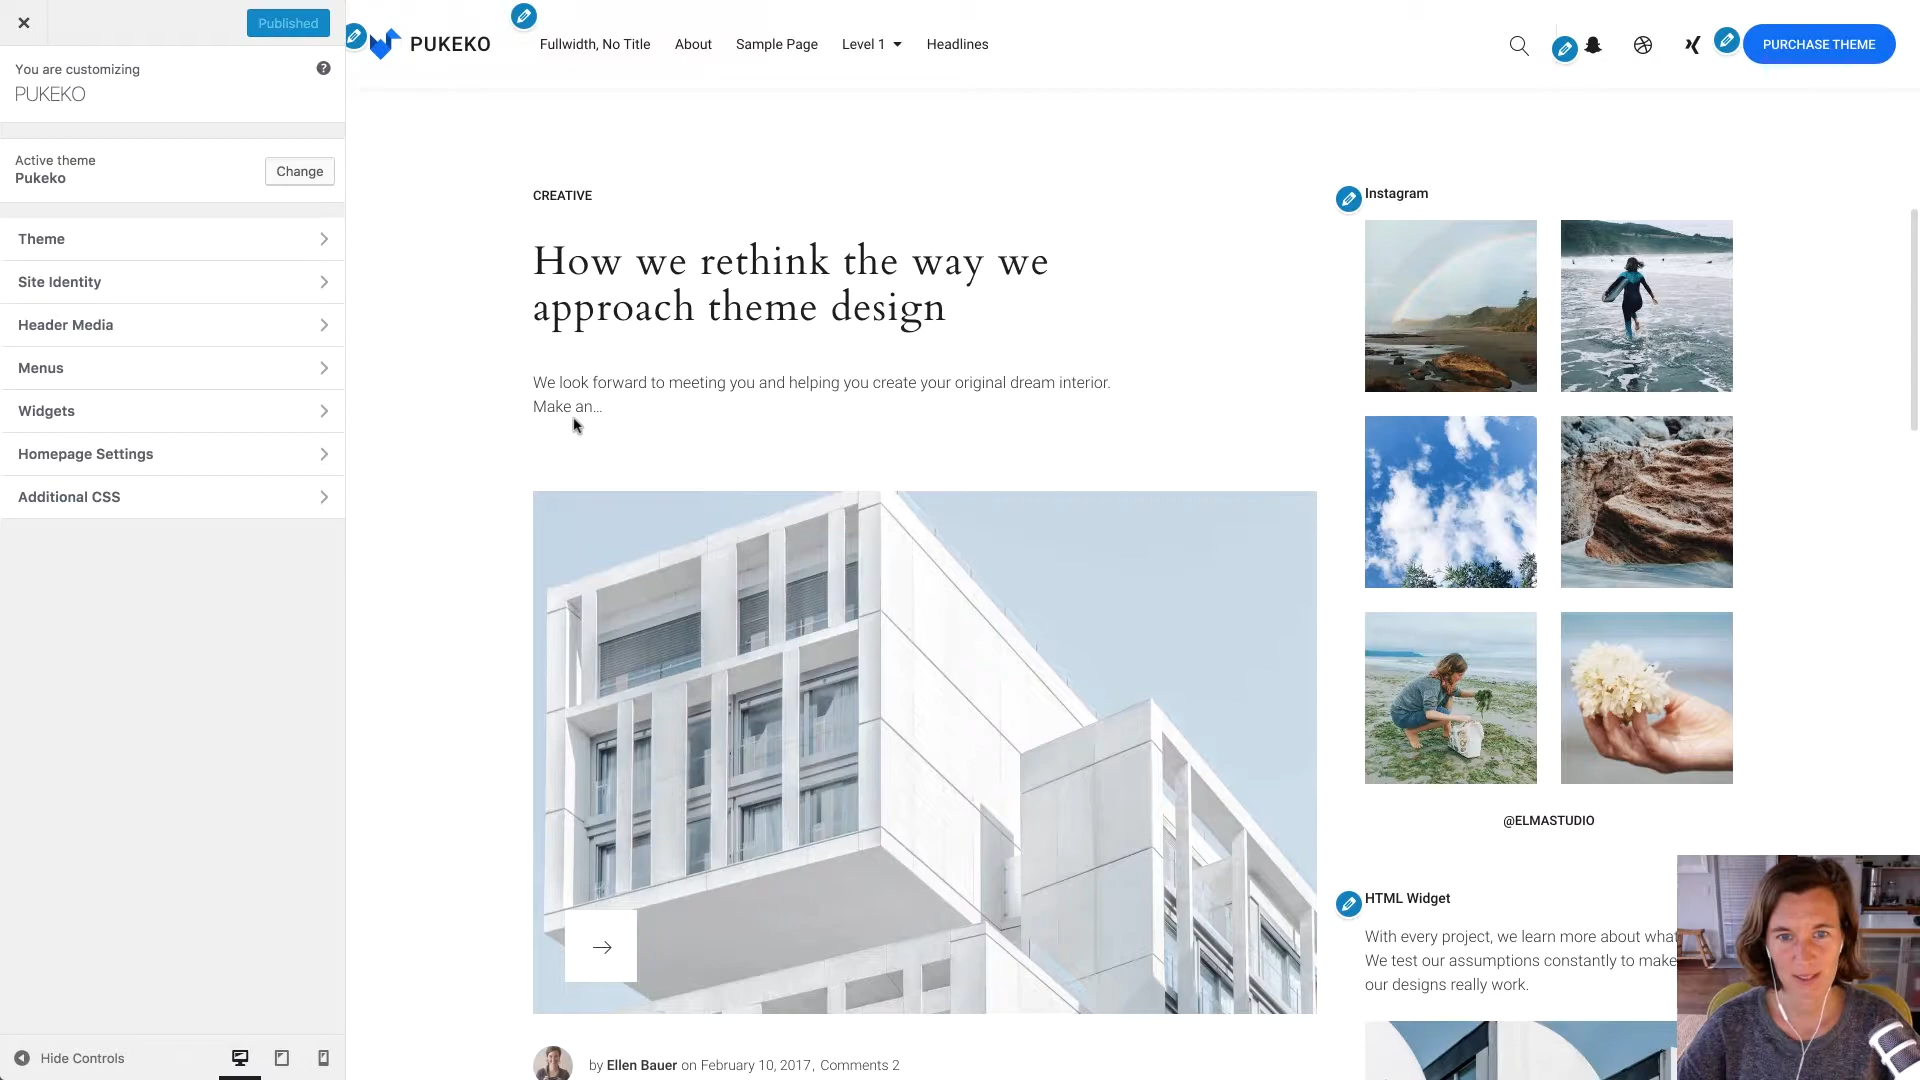 Published
You are customizing
PUKEKO
Active theme
Pukeko
Change
Theme
Site Identity
Header Media
Menus
Widgets
Homepage Settings
Additional CSS
Hide Controls
PUKEKO
Fullwidth, No Title
About
Sample Page
Level 1
Headlines
PURCHASE THEME
CREATIVE
How we rethink the way we
approach theme design
We look forward to meeting you and helping you create your original dream interior.
Make an...
by Ellen Bauer on February 10, 2017, Comments 2
Instagram
@ELMASTUDIO
HTML Widget
With every project, we learn more about what
We test our assumptions constantly to make
our designs really work.